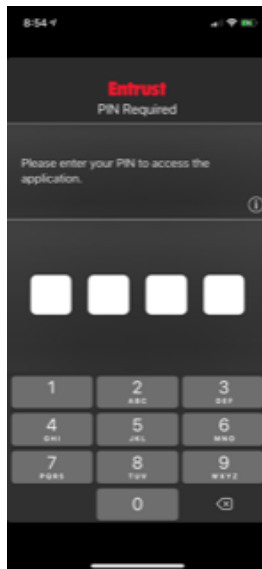 8:54
Entrust
PIN Required
Please enter your PIN to access the
application.
1
2
ABC
3
DEF
4
GHI
5
JKL
6
MNO
7
PQRS
8
TUV
9
WXYZ
0